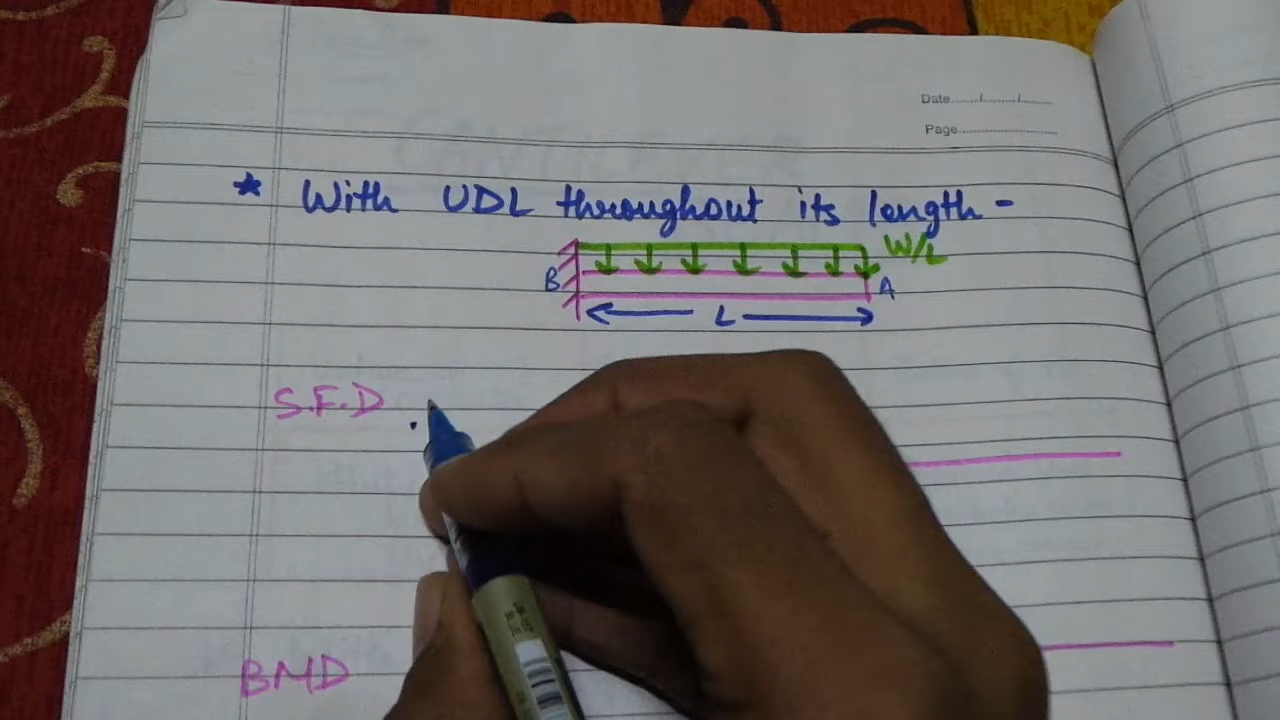 Date......./......../........
Page..........................
★ With UDL throughout its length -
W/L
B
A
L
S.F.D
BMD